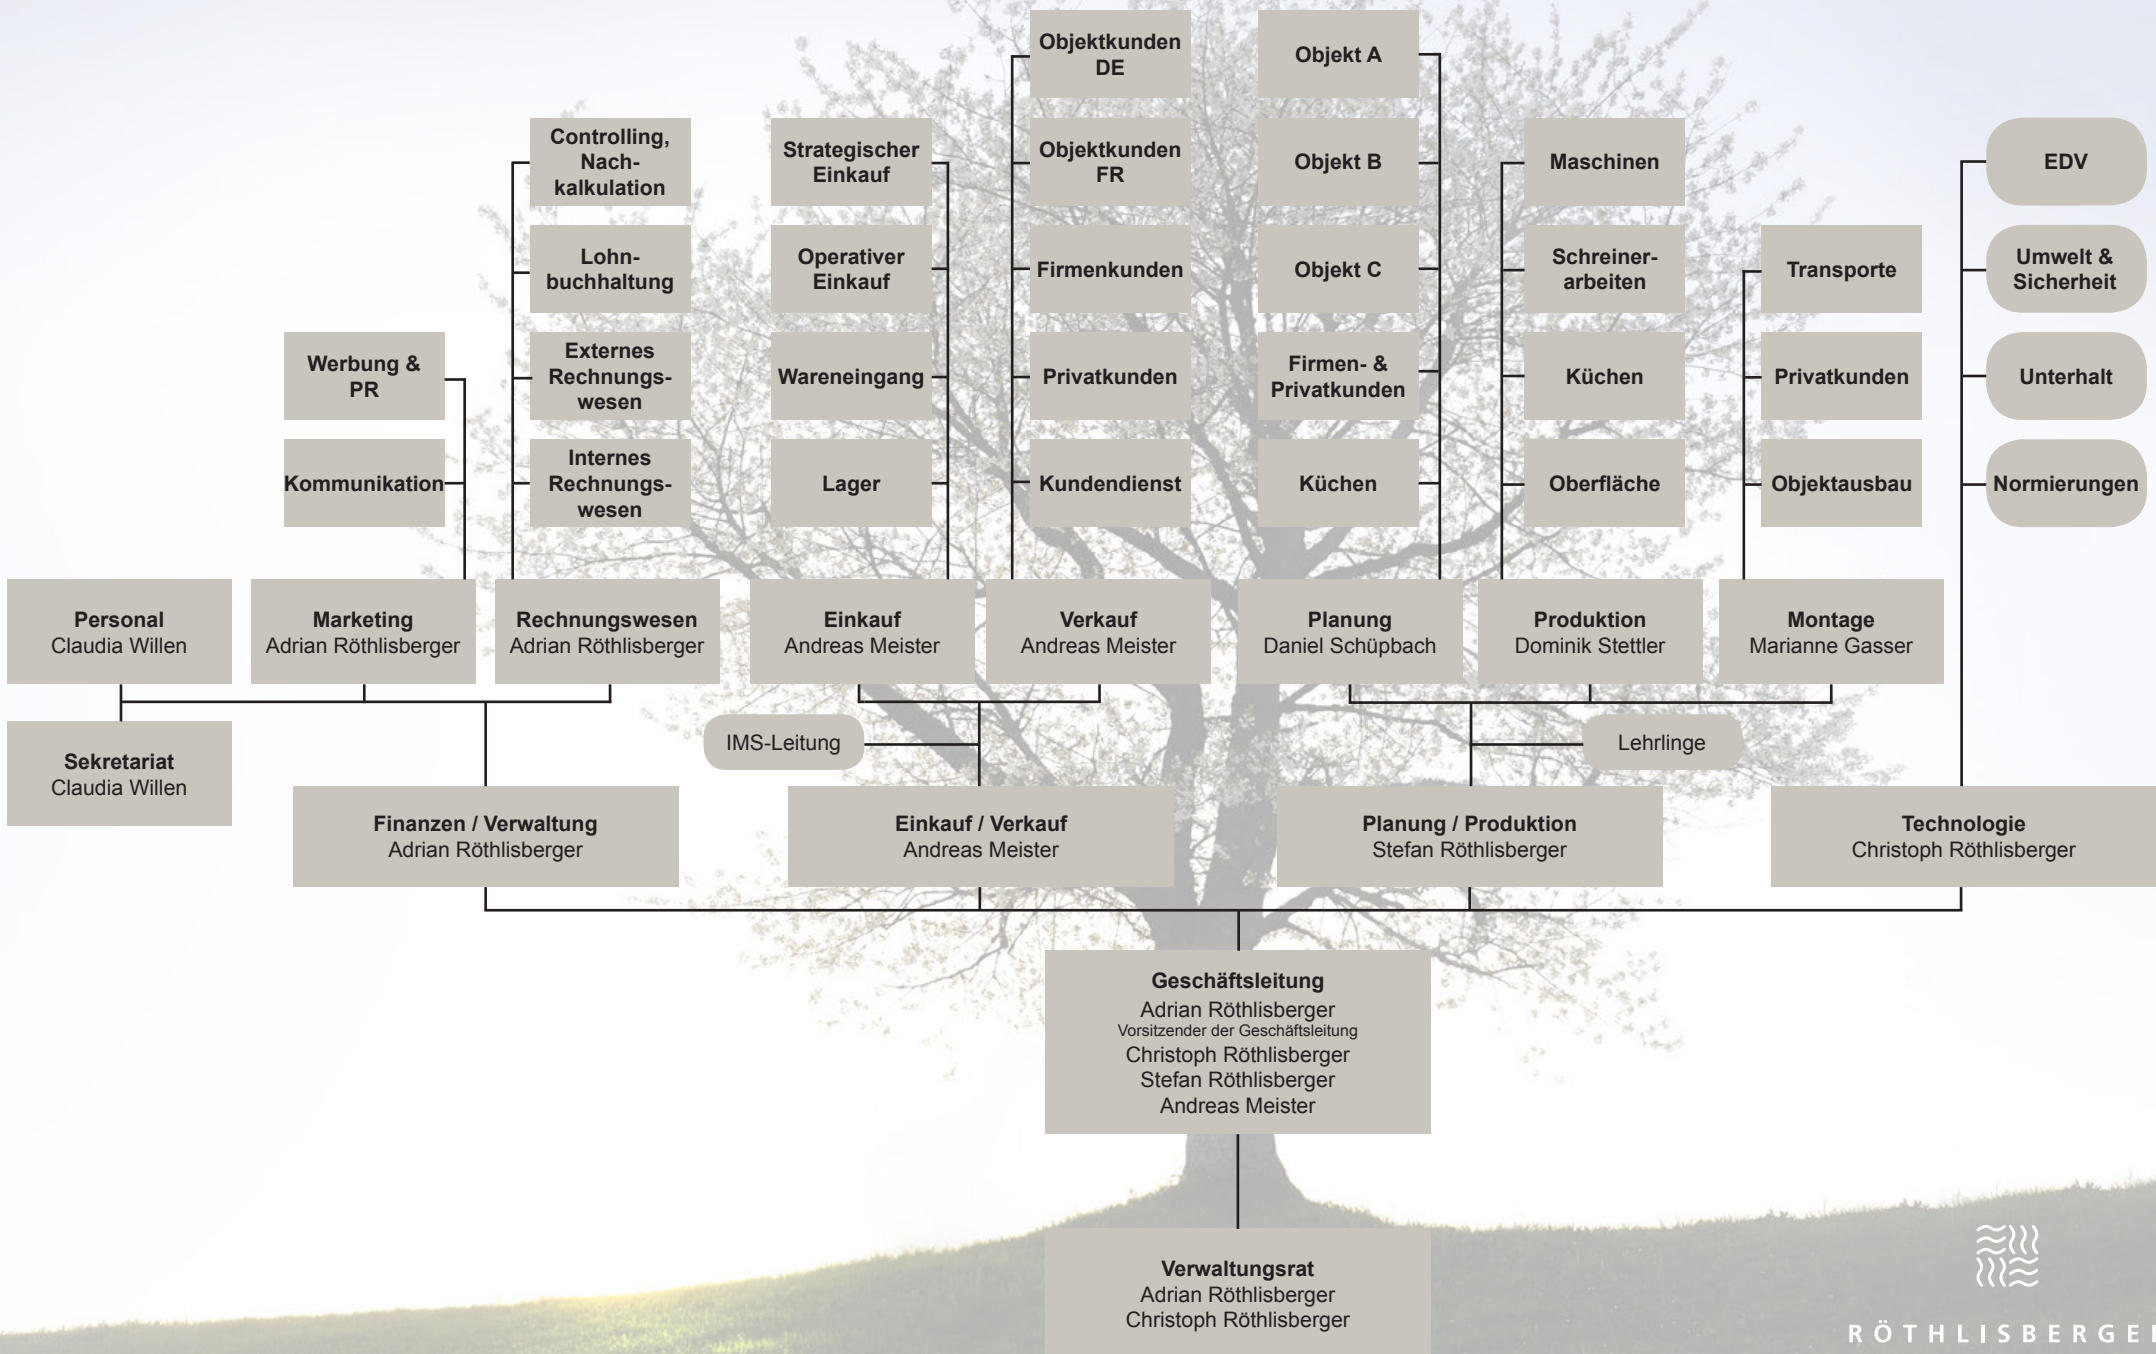 Objektkunden
DE
Objekt A
Controlling,
Nach-
kalkulation
Strategischer
Einkauf
Objektkunden
FR
Objekt B
Maschinen
EDV
Lohn-
buchhaltung
Operativer
Einkauf
Firmenkunden
Objekt C
Schreiner-
arbeiten
Transporte
Umwelt &
Sicherheit
Werbung &
PR
Externes
Rechnungs-
wesen
Wareneingang
Privatkunden
Firmen- &
Privatkunden
Küchen
Privatkunden
Unterhalt
Kommunikation
Internes
Rechnungs-
wesen
Lager
Kundendienst
Küchen
Oberfläche
Objektausbau
Normierungen
Personal
Claudia Willen
Marketing
Adrian Röthlisberger
Rechnungswesen
Adrian Röthlisberger
Einkauf
Andreas Meister
Verkauf
Andreas Meister
Planung
Daniel Schüpbach
Produktion
Dominik Stettler
Montage
Marianne Gasser
Sekretariat
Claudia Willen
IMS-Leitung
Lehrlinge
Finanzen / Verwaltung
Adrian Röthlisberger
Einkauf / Verkauf
Andreas Meister
Planung / Produktion
Stefan Röthlisberger
Technologie
Christoph Röthlisberger
Geschäftsleitung
Adrian Röthlisberger
Vorsitzender der Geschäftsleitung
Christoph Röthlisberger
Stefan Röthlisberger
Andreas Meister
Verwaltungsrat
Adrian Röthlisberger
Christoph Röthlisberger
RÖTHLISBERGER